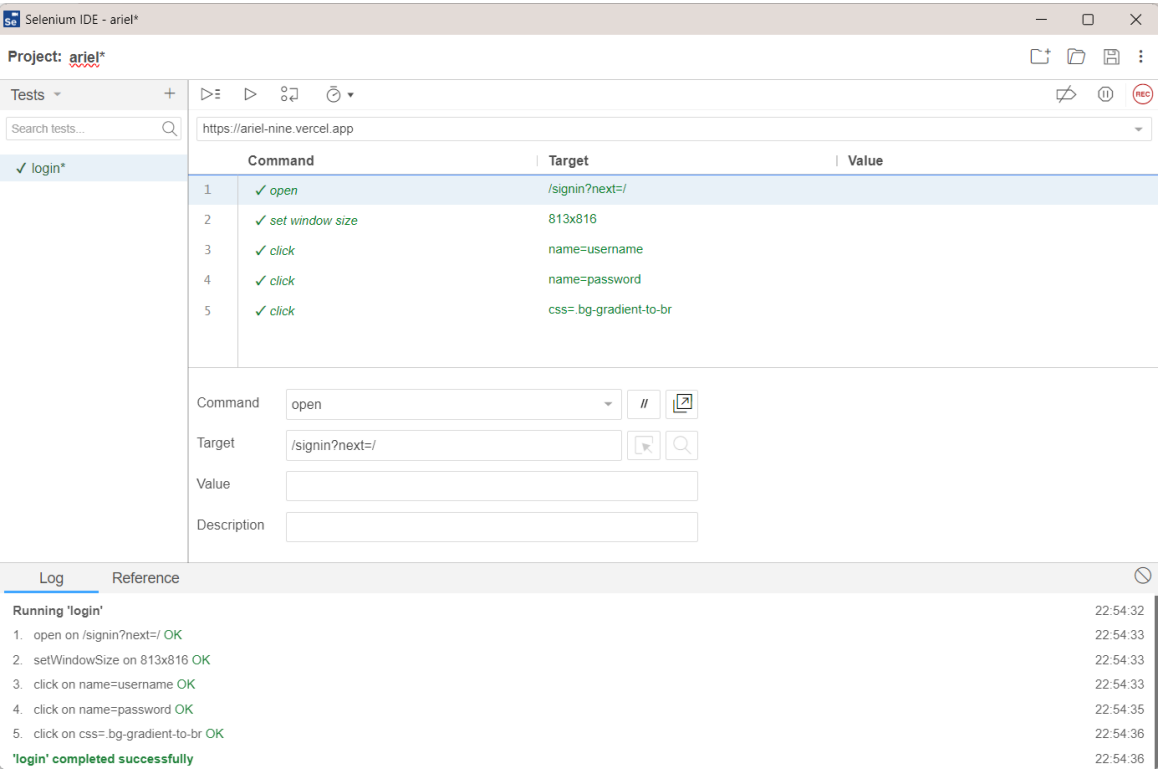 Se Selenium IDE - ariel*
Project: ariel*
Tests +
REC
Search tests...
https://ariel-nine.vercel.app
Command Target Value
✓ login*
1 ✓ open /signin?next=/
2 ✓ set window size 813x816
3 ✓ click name=username
4 ✓ click name=password
5 ✓ click css=.bg-gradient-to-br
Command open //
Target /signin?next=/
Value
Description
Log Reference
Running 'login' 22:54:32
1. open on /signin?next=/ OK 22:54:33
2. setWindowSize on 813x816 OK 22:54:33
3. click on name=username OK 22:54:33
4. click on name=password OK 22:54:35
5. click on css=.bg-gradient-to-br OK 22:54:36
'login' completed successfully 22:54:36